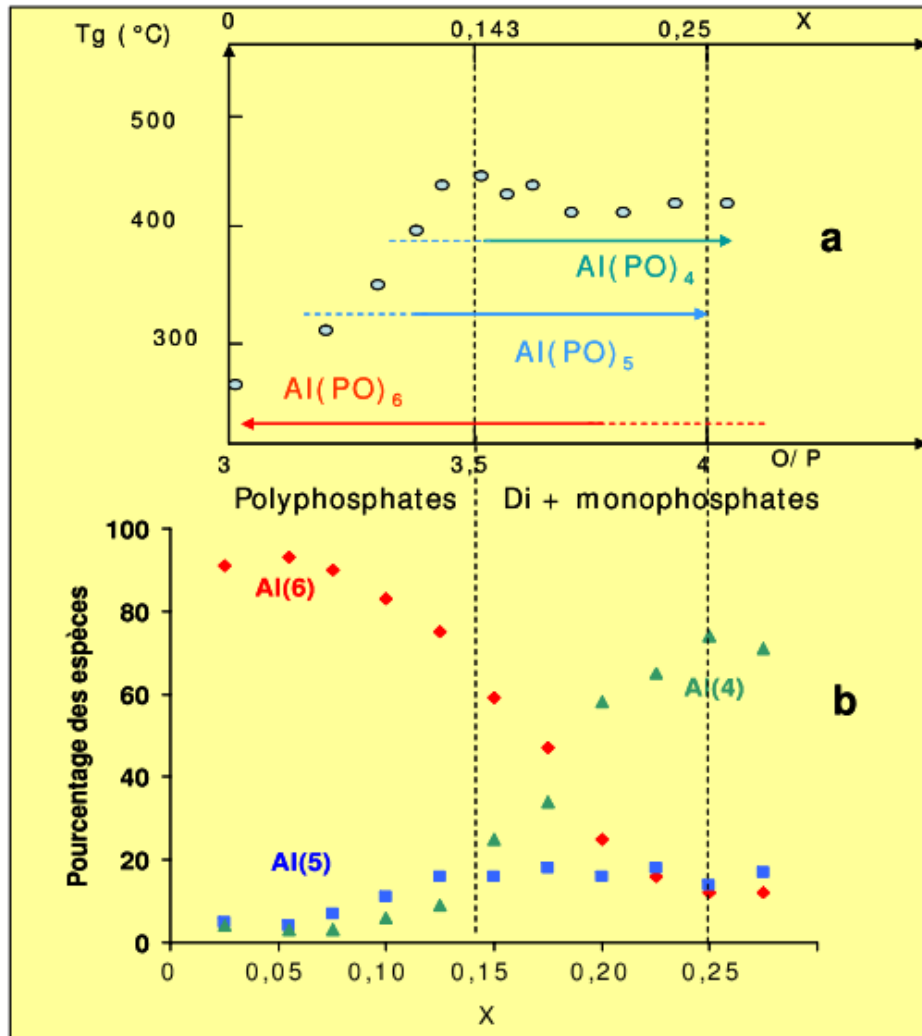 0 0,143 0,25 X
Tg (°C)
500
400
a
Al(PO)4
300
Al(PO)5
Al(PO)6
3 3,5 4 O/P
Polyphosphates Di + monophosphates
100
Al(6)
80
Al(4)
b
60
40
Al(5)
20
0
Pourcentage des espèces
0 0,05 0,10 0,15 0,20 0,25
X